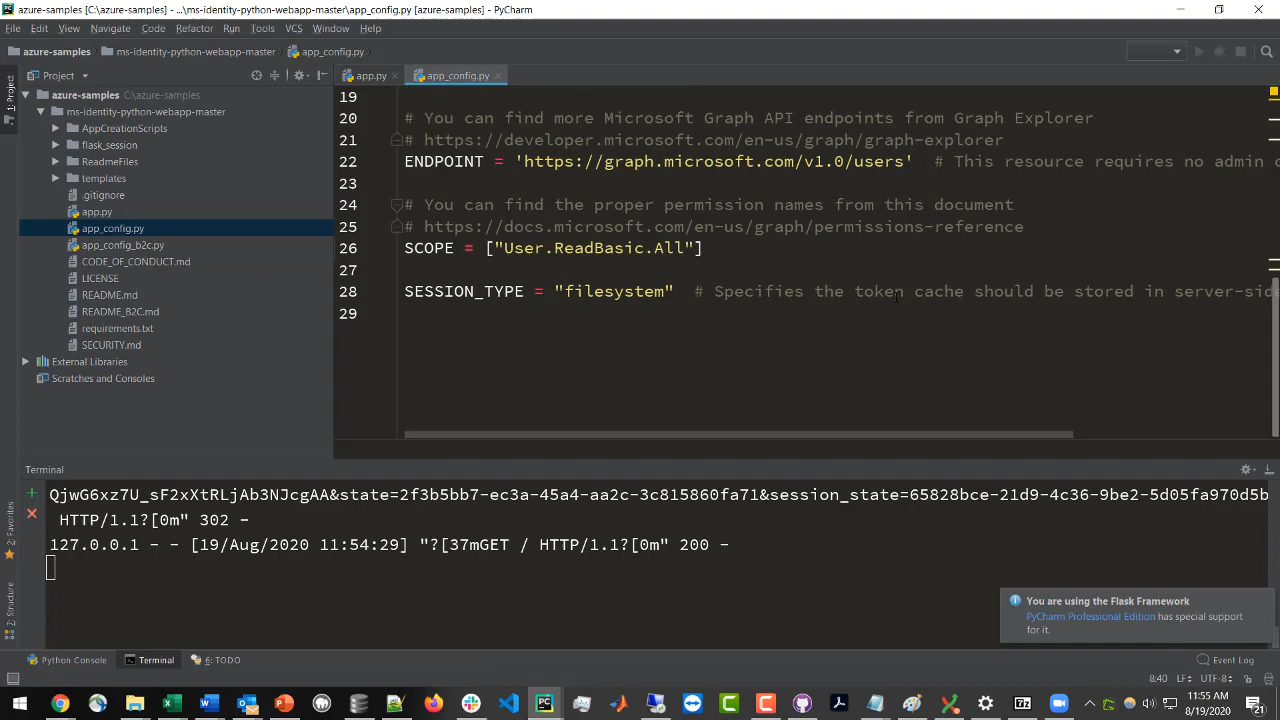 azure-samples [C:\azure-samples] - ...\ms-identity-python-webapp-master\app_config.py - PyCharm
File Edit View Navigate Code Refactor Run Tools VCS Window Help
azure-samples ms-identity-python-webapp-master app_config.py
Project
app.py
app_config.py
1: Project
azure-samples C:\azure-samples
ms-identity-python-webapp-master
AppCreationScripts
flask_session
ReadmeFiles
templates
.gitignore
app.py
app_config.py
app_config_b2c.py
CODE_OF_CONDUCT.md
LICENSE
README.md
README_B2C.md
requirements.txt
SECURITY.md
External Libraries
Scratches and Consoles
19
20 # You can find more Microsoft Graph API endpoints from Graph Explorer
21 # https://developer.microsoft.com/en-us/graph/graph-explorer
22 ENDPOINT = 'https://graph.microsoft.com/v1.0/users' # This resource requires no admin
23
24 # You can find the proper permission names from this document
25 # https://docs.microsoft.com/en-us/graph/permissions-reference
26 SCOPE = ["User.ReadBasic.All"]
27
28 SESSION_TYPE = "filesystem" # Specifies the token cache should be stored in
29
Terminal
2: Favorites
7: Structure
QjwG6xz7U_sF2xXtRLjAb3NJcgAA&state=2f3b5bb7-ec3a-45a4-aa2c-3c815860fa71&session_state=65828bce-21d9-4c36-9be2-5d05fa970d5b
HTTP/1.1?[0m" 302 -
127.0.0.1 - - [19/Aug/2020 11:54:29] "?[37mGET / HTTP/1.1?[0m" 200 -
You are using the Flask Framework
PyCharm Professional Edition has special support
for it.
Python Console Terminal 6: TODO Event Log
8:40 LF÷ UTF-8÷
11:55 AM
8/19/2020
21